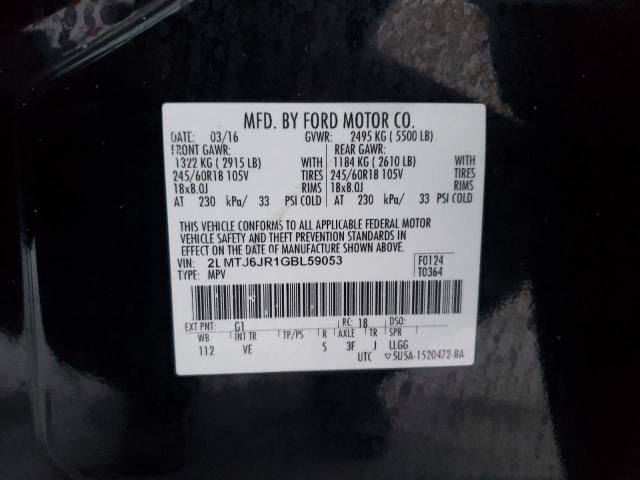 MFD. BY FORD MOTOR CO.
DATE: 03/16 GVWR: 2495 KG ( 5500 LB)
FRONT GAWR: REAR GAWR:
1322 KG ( 2915 LB) WITH 1184 KG ( 2610 LB) WITH
245/60R18 105V TIRES 245/60R18 105V TIRES
18x8.0J RIMS 18x8.0J RIMS
AT 230 kPa/ 33 PSI COLD AT 230 kPa/ 33 PSI COLD
THIS VEHICLE CONFORMS TO ALL APPLICABLE FEDERAL MOTOR
VEHICLE SAFETY AND THEFT PREVENTION STANDARDS IN EFFECT
ON THE DATE OF MANUFACTURE SHOWN ABOVE.
VIN: 2LMTJ6JR1GBL59053 F0124
TYPE: MPV T0364
EXT PNT: G1 RC: 18 DSO:
WB INT TR TP/PS R AXLE TR SPR
112 VE S 3F J LLGG
UTC 5U5A-1520472-BA